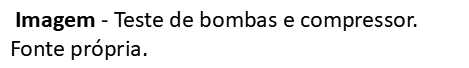 Imagem - Teste de bombas e compressor.
Fonte própria.